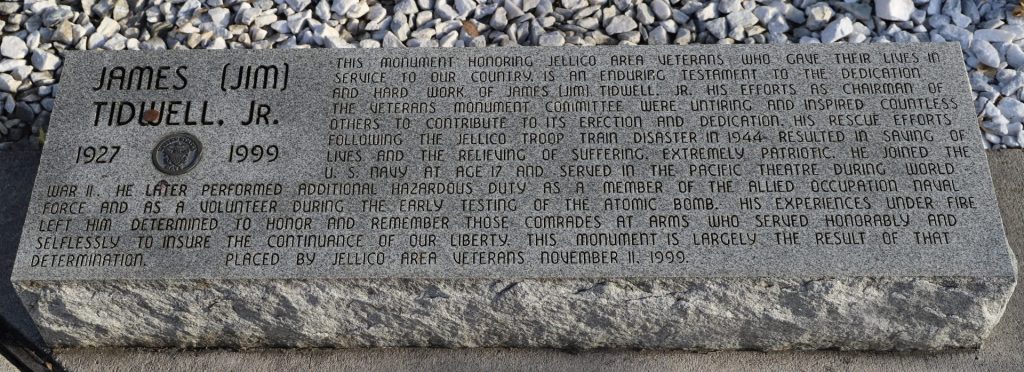 JAMES (JIM)
TIDWELL, JR.
1927 1999
THIS MONUMENT HONORING JELLICO AREA VETERANS WHO GAVE THEIR LIVES IN
SERVICE TO OUR COUNTRY, IS AN ENDURING TESTAMENT TO THE DEDICATION
AND HARD WORK OF JAMES (JIM) TIDWELL, JR. HIS EFFORTS AS CHAIRMAN OF
THE VETERANS MONUMENT COMMITTEE WERE UNTIRING AND INSPIRED COUNTLESS
OTHERS TO CONTRIBUTE TO ITS ERECTION AND DEDICATION. HIS RESCUE EFFORTS
FOLLOWING THE JELLICO TROOP TRAIN DISASTER IN 1944 RESULTED IN SAVING OF
LIVES AND THE RELIEVING OF SUFFERING. EXTREMELY PATRIOTIC, HE JOINED THE
U. S. NAVY AT AGE 17 AND SERVED IN THE PACIFIC THEATRE DURING WORLD
WAR II. HE LATER PERFORMED ADDITIONAL HAZARDOUS DUTY AS A MEMBER OF THE ALLIED OCCUPATION NAVAL
FORCE AND AS A VOLUNTEER DURING THE EARLY TESTING OF THE ATOMIC BOMB. HIS EXPERIENCES UNDER FIRE
LEFT HIM DETERMINED TO HONOR AND REMEMBER THOSE COMRADES AT ARMS WHO SERVED HONORABLY AND
SELFLESSLY TO INSURE THE CONTINUANCE OF OUR LIBERTY. THIS MONUMENT IS LARGELY THE RESULT OF THAT
DETERMINATION. PLACED BY JELLICO AREA VETERANS NOVEMBER 11, 1999.